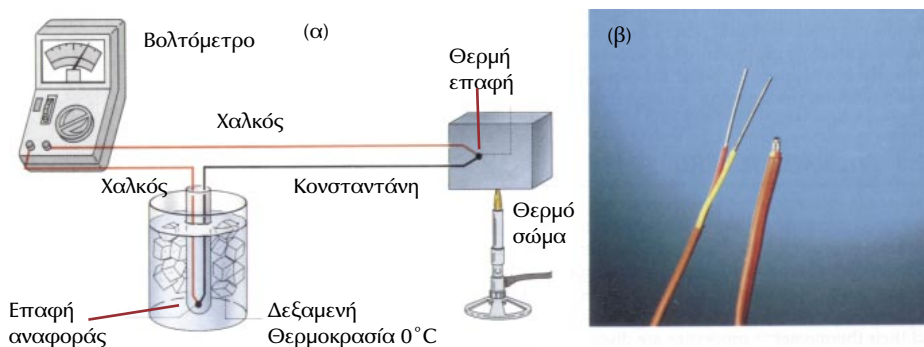 Βολτόμετρο
(α)
Θερμή
επαφή
(β)
Χαλκός
Χαλκός
Κονσταντάνη
Θερμό
σώμα
Επαφή
αναφοράς
Δεξαμενή
Θερμοκρασία 0°C